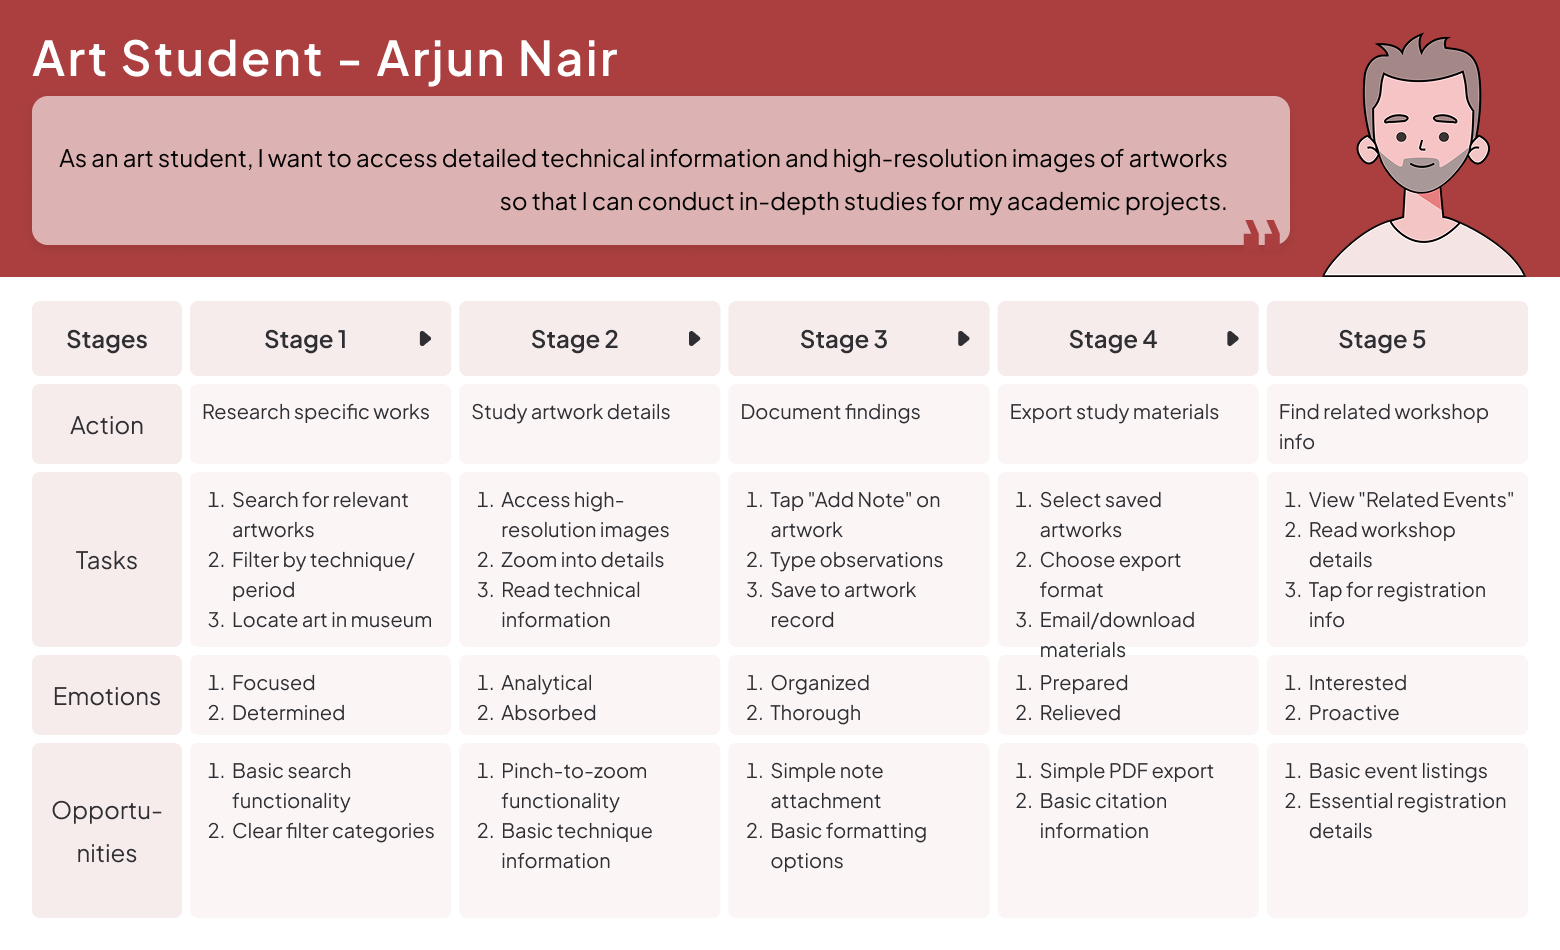 Art Student – Arjun Nair
As an art student, I want to access detailed technical information and high-resolution images of artworks
so that I can conduct in-depth studies for my academic projects.
"
Stages
Stage 1
Stage 2
Stage 3
Stage 4
Stage 5
Action
Research specific works
Study artwork details
Document findings
Export study materials
Find related workshop
info
Tasks
1. Search for relevant
artworks
2. Filter by technique/
period
3. Locate art in museum
1. Access high-
resolution images
2. Zoom into details
3. Read technical
information
1. Tap "Add Note" on
artwork
2. Type observations
3. Save to artwork
record
1. Select saved
artworks
2. Choose export
format
3. Email/download
materials
1. View "Related Events"
2. Read workshop
details
3. Tap for registration
info
Emotions
1. Focused
2. Determined
1. Analytical
2. Absorbed
1. Organized
2. Thorough
1. Prepared
2. Relieved
1. Interested
2. Proactive
Opportu-
nities
1. Basic search
functionality
2. Clear filter categories
1. Pinch-to-zoom
functionality
2. Basic technique
information
1. Simple note
attachment
2. Basic formatting
options
1. Simple PDF export
2. Basic citation
information
1. Basic event listings
2. Essential registration
details